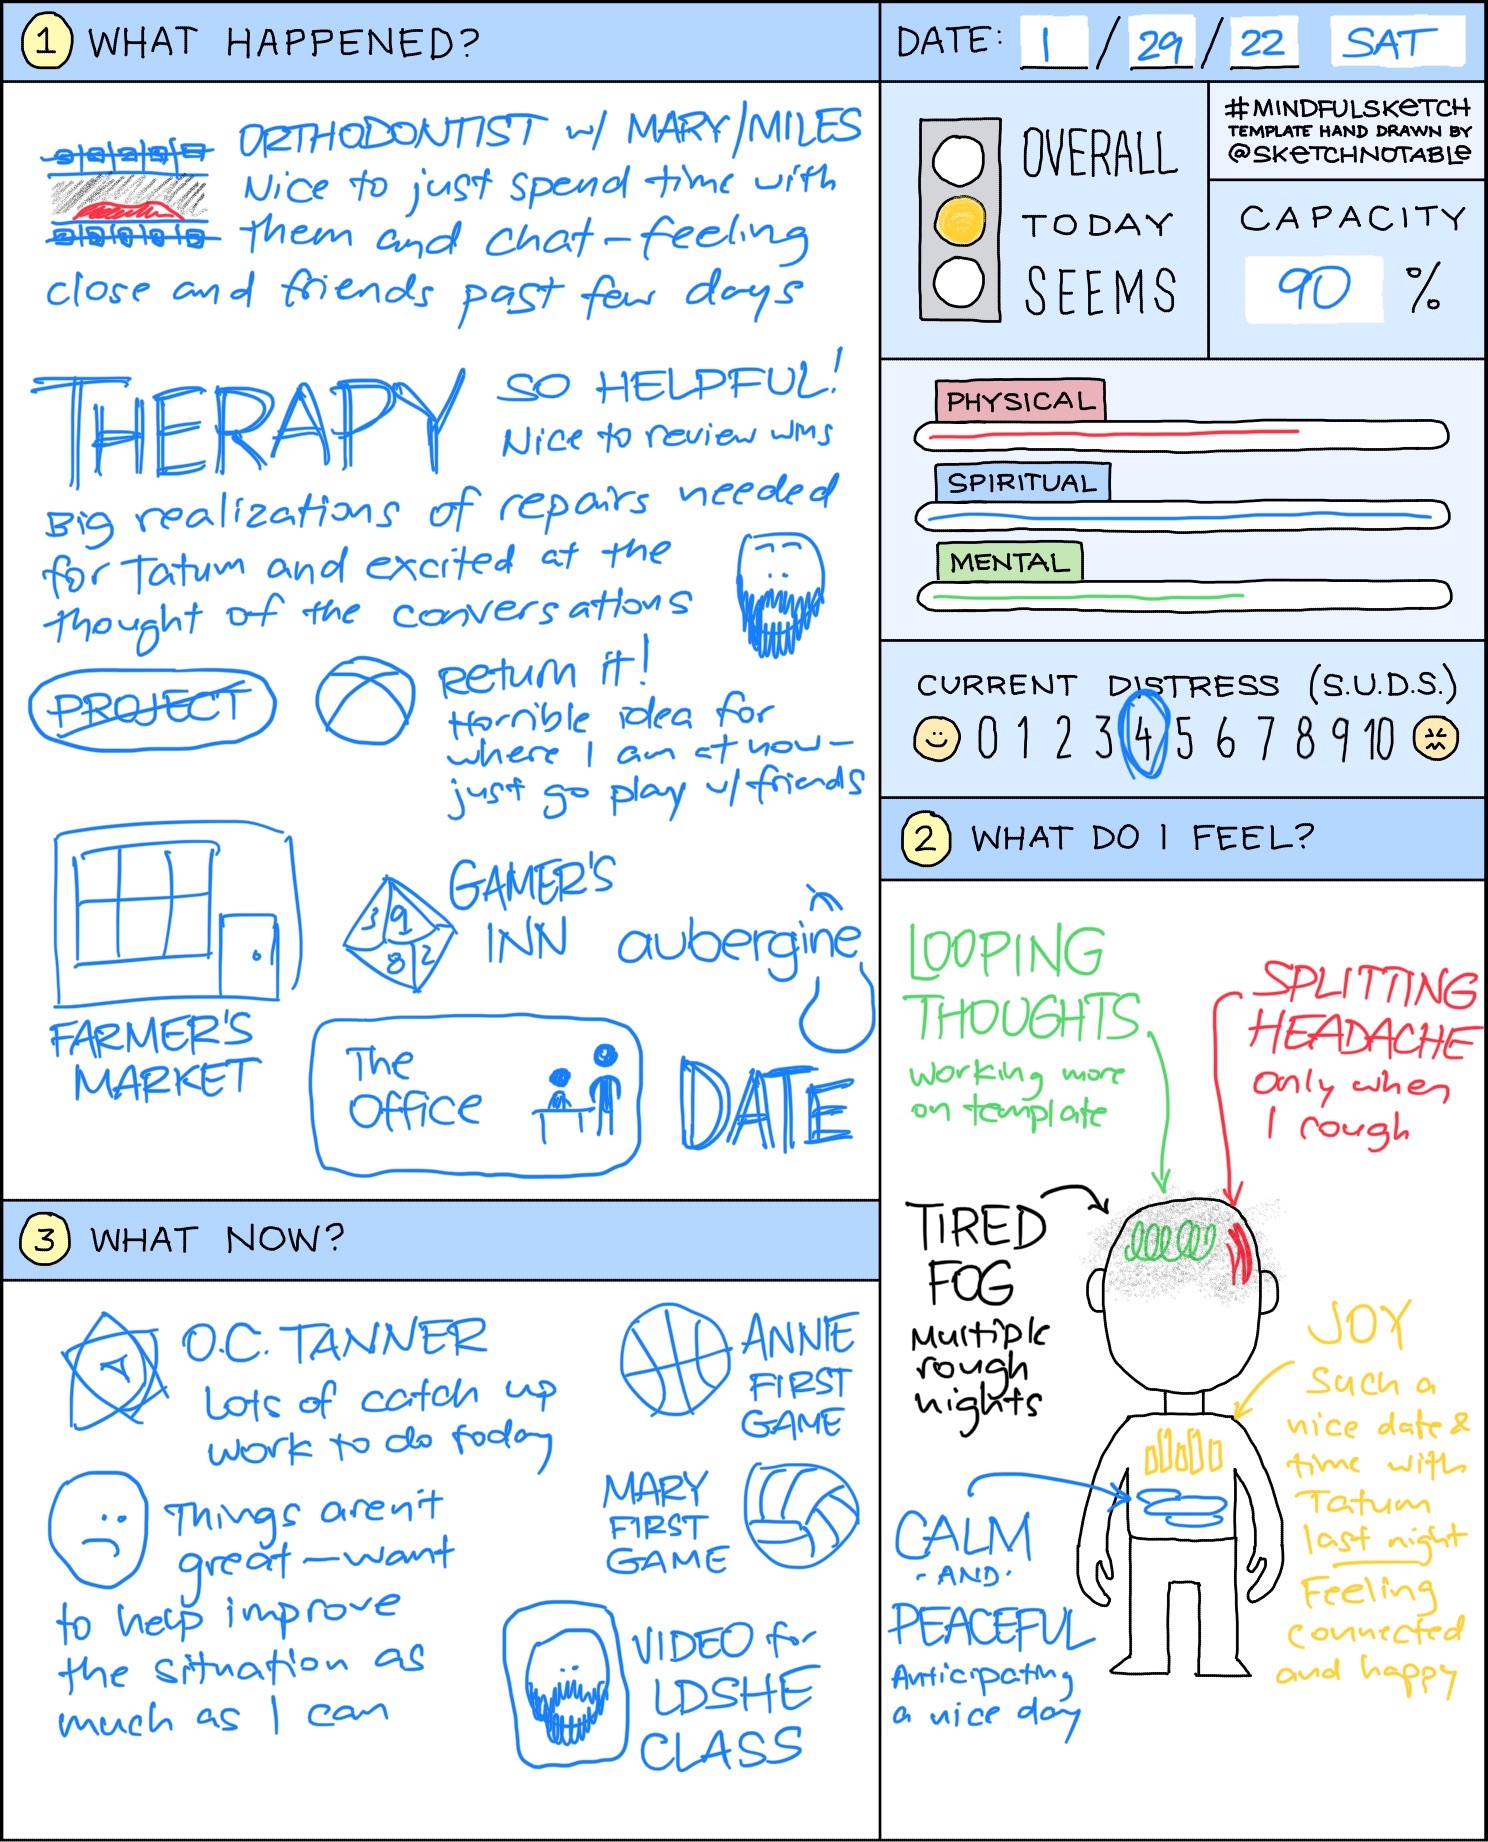 1 WHAT HAPPENED?
ORTHODONTIST w/ MARY/MILES
Nice to just spend time with
them and chat – feeling
close and friends past few days
THERAPY
SO HELPFUL!
Nice to review wms
Big realizations of repairs needed
for Tatum and excited at the
thought of the conversations
PROJECT
Return it!
Horrible idea for
where I am at now –
just go play w/ friends
FARMER'S
MARKET
3 9 8 2
GAMER'S
INN
aubergine
The
Office
DATE
DATE: 1 / 29 / 22 SAT
OVERALL
TODAY
SEEMS
#MINDFULSKETCH
TEMPLATE HAND DRAWN BY
@SKETCHNOTABLE
CAPACITY
90 %
PHYSICAL
SPIRITUAL
MENTAL
CURRENT DISTRESS (S.U.D.S.)
0 1 2 3 4 5 6 7 8 9 10
2 WHAT DO I FEEL?
LOOPING
THOUGHTS
working more
on template
SPLITTING
HEADACHE
only when
I cough
TIRED
FOG
Multiple
rough
nights
JOY
Such a
nice date &
time with
Tatum
last night
Feeling
connected
and happy
CALM
-AND-
PEACEFUL
Anticipating
a nice day
3 WHAT NOW?
O.C. TANNER
Lots of catch up
work to do today
Things aren't
great – want
to help improve
the situation as
much as I can
ANNIE
FIRST
GAME
MARY
FIRST
GAME
VIDEO for
LDSHE
CLASS